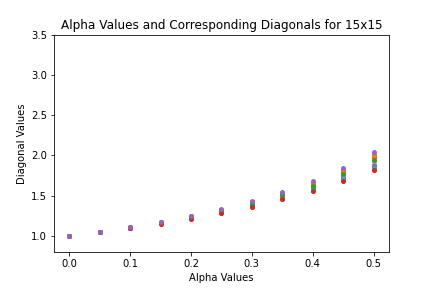 Alpha Values and Corresponding Diagonals for 15x15
Diagonal Values
3.5
3.0
2.5
2.0
1.5
1.0
0.0 0.1 0.2 0.3 0.4 0.5
Alpha Values